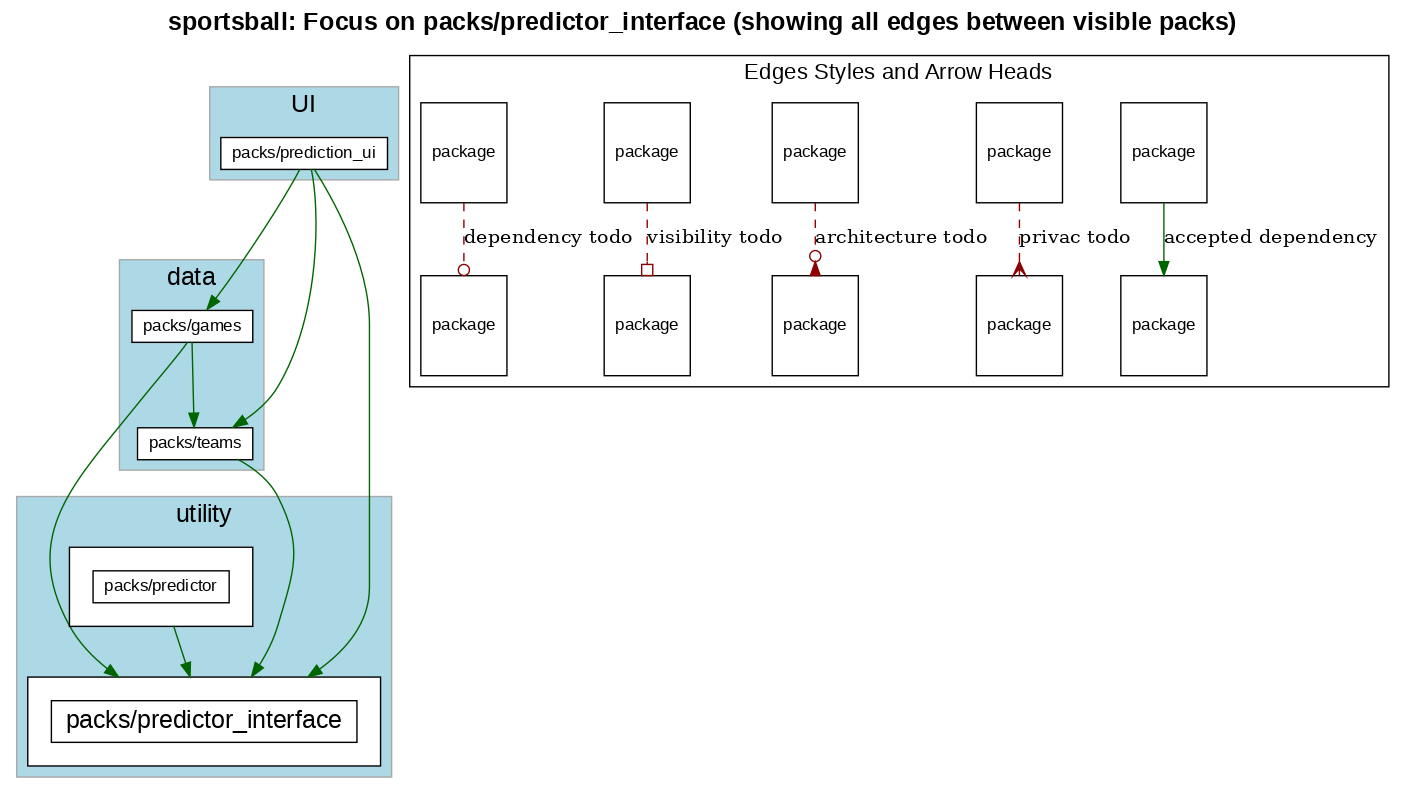 sportsball: Focus on packs/predictor_interface (showing all edges between visible packs)
UI
packs/prediction_ui
data
packs/games
packs/teams
utility
packs/predictor
packs/predictor_interface
Edges Styles and Arrow Heads
package
package
package
package
package
dependency todo
visibility todo
architecture todo
privac todo
accepted dependency
package
package
package
package
package